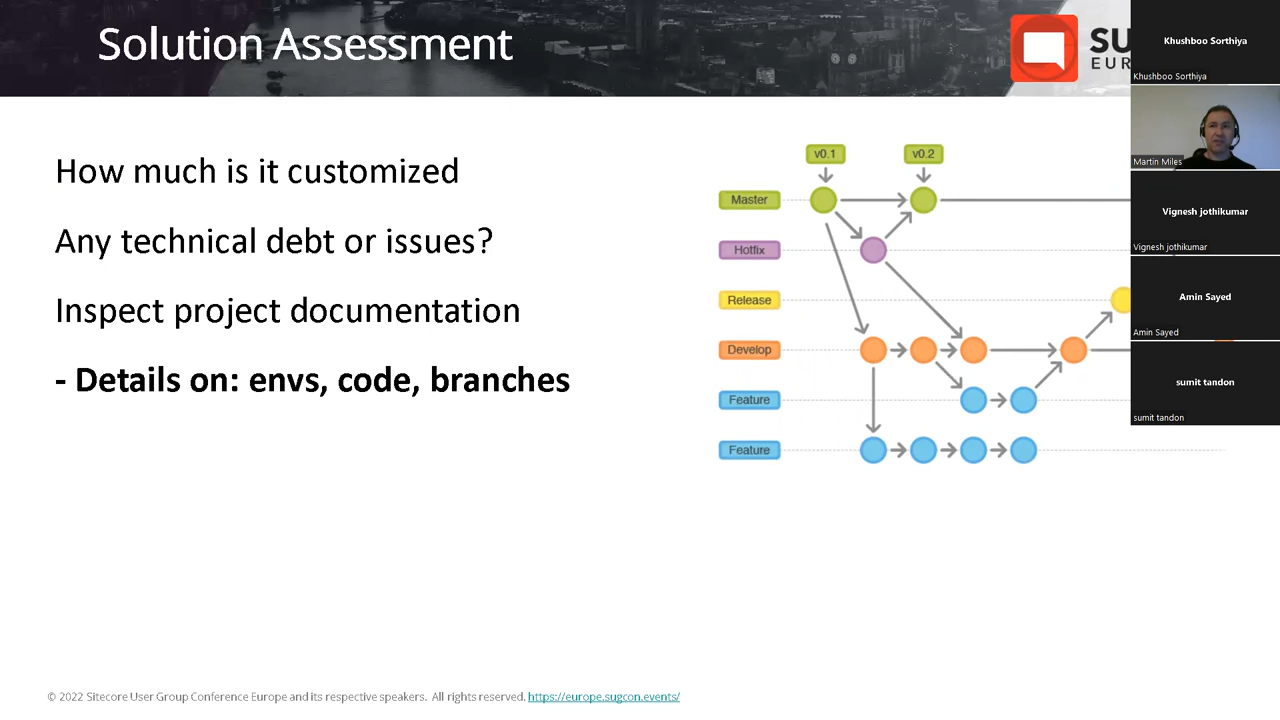 Solution Assessment
SU
EUR
How much is it customized
Any technical debt or issues?
Inspect project documentation
- Details on: envs, code, branches
v0.1
v0.2
Master
Hotfix
Release
Develop
Feature
Feature
Khushboo Sorthiya
Khushboo Sorthiya
Martin Miles
Vignesh jothikumar
Vignesh jothikumar
Amin Sayed
Amin Sayed
sumit tandon
sumit tandon
© 2022 Sitecore User Group Conference Europe and its respective speakers. All rights reserved. https://europe.sugcon.events/